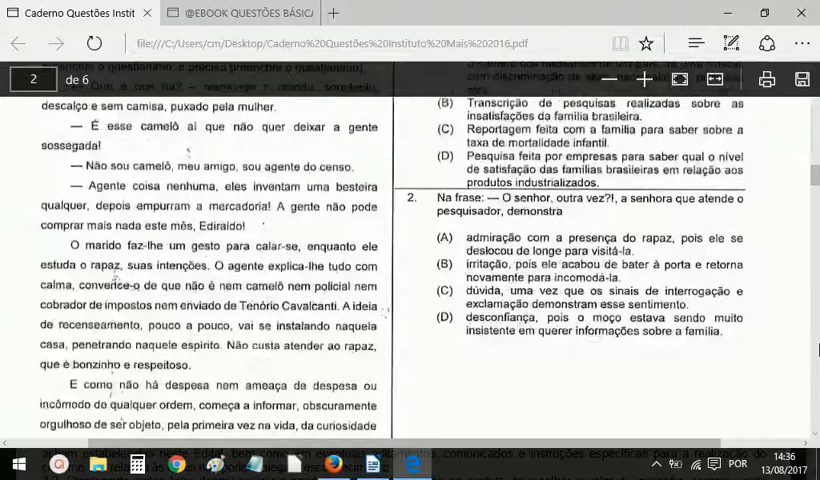 Caderno Questões Instit
@EBOOK QUESTÕES BÁSICA
file:///C:/Users/cm/Desktop/Caderno%20Questões%20Instituto%20Mais%202016.pdf
2 de 6
descalço e sem camisa, puxado pela mulher.
— É esse camelô aí que não quer deixar a gente
sossegada!
— Não sou camelô, meu amigo, sou agente do censo.
— Agente coisa nenhuma, eles inventam uma besteira
qualquer, depois empurram a mercadoria! A gente não pode
comprar mais nada este mês, Ediraldo!
O marido faz-lhe um gesto para calar-se, enquanto ele
estuda o rapaz, suas intenções. O agente explica-lhe tudo com
calma, convence-o de que não é nem camelô nem policial nem
cobrador de impostos nem enviado de Tenório Cavalcanti. A ideia
de recenseamento, pouco a pouco, vai se instalando naquela
casa, penetrando naquele espírito. Não custa atender ao rapaz,
que é bonzinho e respeitoso.
E como não há despesa nem ameaça de despesa ou
incômodo de qualquer ordem, começa a informar, obscuramente
orgulhoso de ser objeto, pela primeira vez na vida, da curiosidade
(B) Transcrição de pesquisas realizadas sobre as
insatisfações da família brasileira.
(C) Reportagem feita com a família para saber sobre a
taxa de mortalidade infantil.
(D) Pesquisa feita por empresas para saber qual o nível
de satisfação das famílias brasileiras em relação aos
produtos industrializados.
2. Na frase: — O senhor, outra vez?!, a senhora que atende o
pesquisador, demonstra
(A) admiração com a presença do rapaz, pois ele se
deslocou de longe para visitá-la.
(B) irritação, pois ele acabou de bater à porta e retorna
novamente para incomodá-la.
(C) dúvida, uma vez que os sinais de interrogação e
exclamação demonstram esse sentimento.
(D) desconfiança, pois o moço estava sendo muito
insistente em querer informações sobre a família.
POR
14:36
13/08/2017